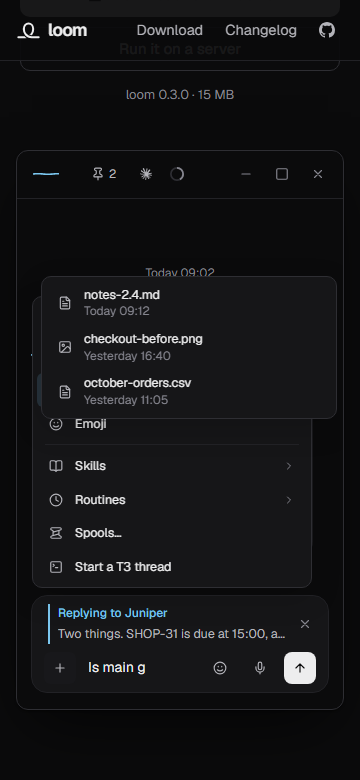 loom
Download
Changelog
Run it on a server
loom 0.3.0 · 15 MB
2
Today 09:02
notes-2.4.md
Today 09:12
checkout-before.png
Yesterday 16:40
october-orders.csv
Yesterday 11:05
Emoji
Skills
Routines
Spools...
Start a T3 thread
Replying to Juniper
Two things. SHOP-31 is due at 15:00, a...
Is main g